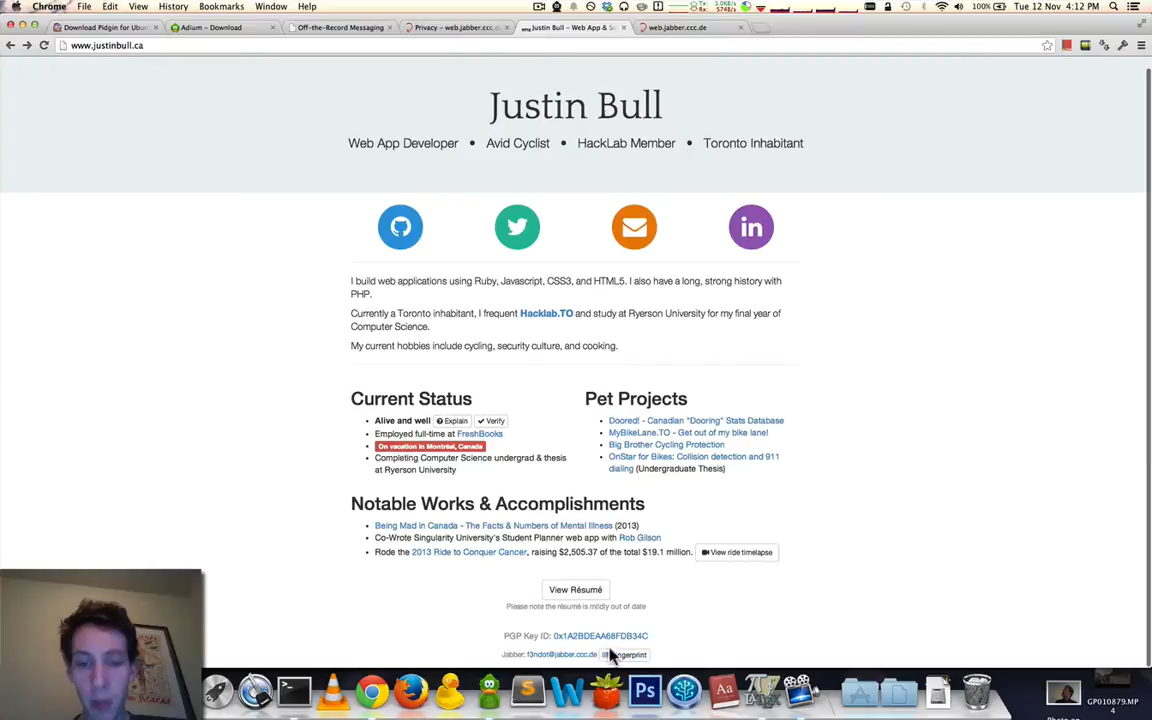 Chrome File Edit View History Bookmarks Window Help 100% Tue 12 Nov 4:12 PM
Download Pidgin for Ubun Adium - Download Off-the-Record Messaging Privacy – web.jabber.ccc.de Justin Bull – Web App & S web.jabber.ccc.de
www.justinbull.ca
Justin Bull
Web App Developer • Avid Cyclist • HackLab Member • Toronto Inhabitant
in
I build web applications using Ruby, Javascript, CSS3, and HTML5. I also have a long, strong history with
PHP.
Currently a Toronto inhabitant, I frequent Hacklab.TO and study at Ryerson University for my final year of
Computer Science.
My current hobbies include cycling, security culture, and cooking.
Current Status
Alive and well Explain Verify
Employed full-time at FreshBooks
On vacation in Montréal, Canada
Completing Computer Science undergrad & thesis
at Ryerson University
Pet Projects
Doored! - Canadian "Dooring" Stats Database
MyBikeLane.TO - Get out of my bike lane!
Big Brother Cycling Protection
OnStar for Bikes: Collision detection and 911
dialing (Undergraduate Thesis)
Notable Works & Accomplishments
Being Mad in Canada - The Facts & Numbers of Mental Illness (2013)
Co-Wrote Singularity University's Student Planner web app with Rob Gilson
Rode the 2013 Ride to Conquer Cancer, raising $2,505.37 of the total $19.1 million. View ride timelapse
View Résumé
Please note the résumé is mildly out of date
PGP Key ID: 0x1A2BDEAA68FDB34C
Jabber: f3ndot@jabber.ccc.de ngerprint
Ps
Aa
GP010879.MP
4